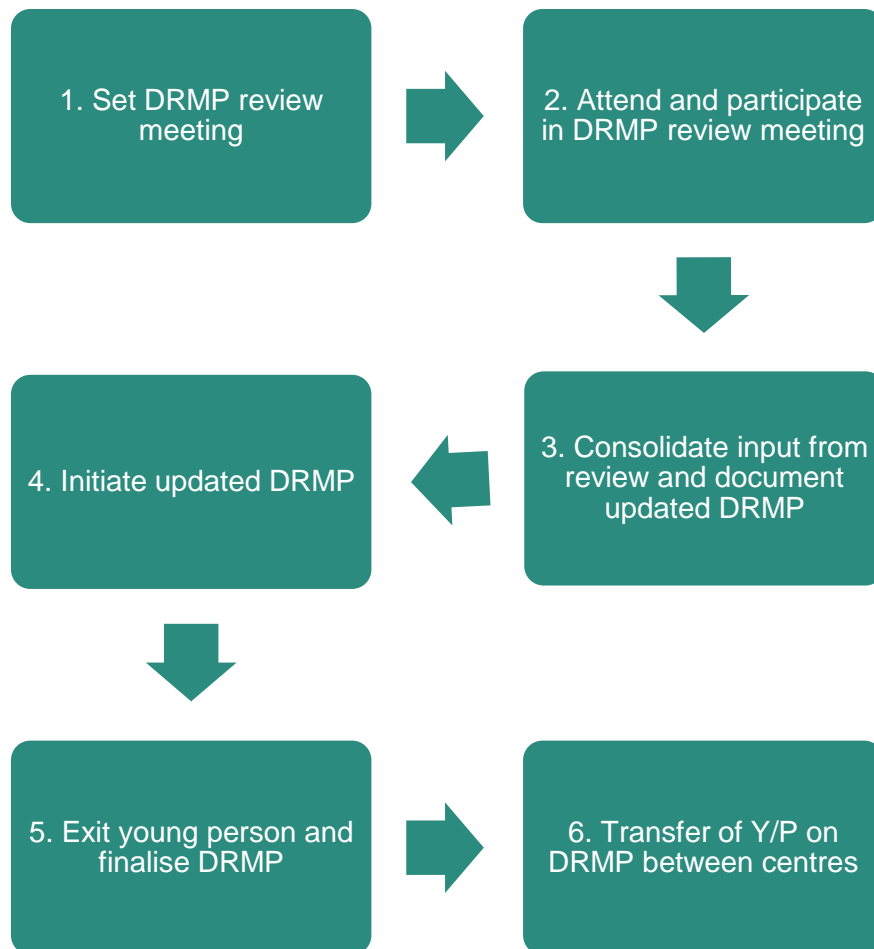 1. Set DRMP review
meeting
2. Attend and participate
in DRMP review meeting
3. Consolidate input from
review and document
updated DRMP
4. Initiate updated DRMP
5. Exit young person and
finalise DRMP
6. Transfer of Y/P on
DRMP between centres